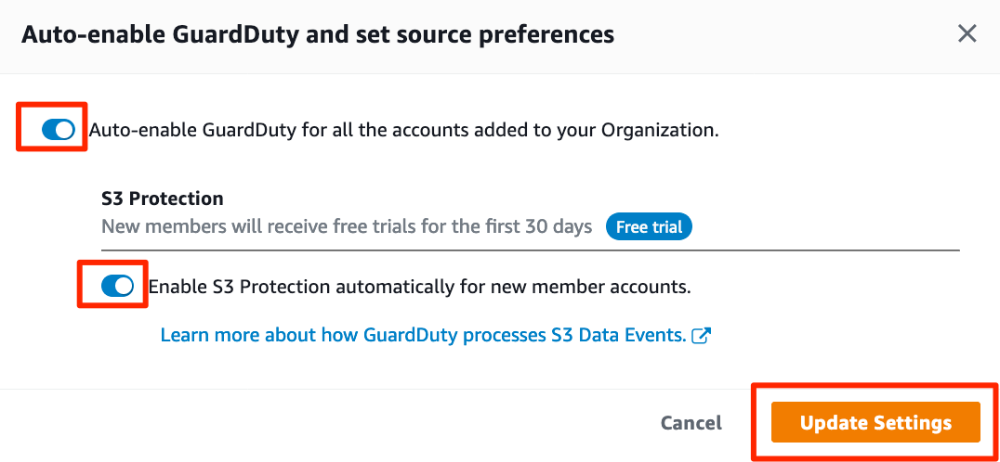 Auto-enable GuardDuty and set source preferences
Auto-enable GuardDuty for all the accounts added to your Organization.
S3 Protection
New members will receive free trials for the first 30 days Free trial
Enable S3 Protection automatically for new member accounts.
Learn more about how GuardDuty processes S3 Data Events.
Cancel Update Settings